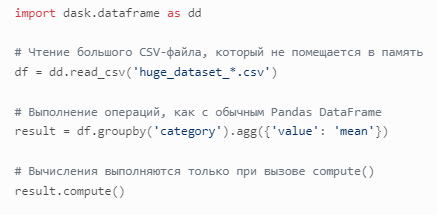 import dask.dataframe as dd
# Чтение большого CSV-файла, который не помещается в память
df = dd.read_csv('huge_dataset_*.csv')
# Выполнение операций, как с обычным Pandas DataFrame
result = df.groupby('category').agg({'value': 'mean'})
# Вычисления выполняются только при вызове compute()
result.compute()